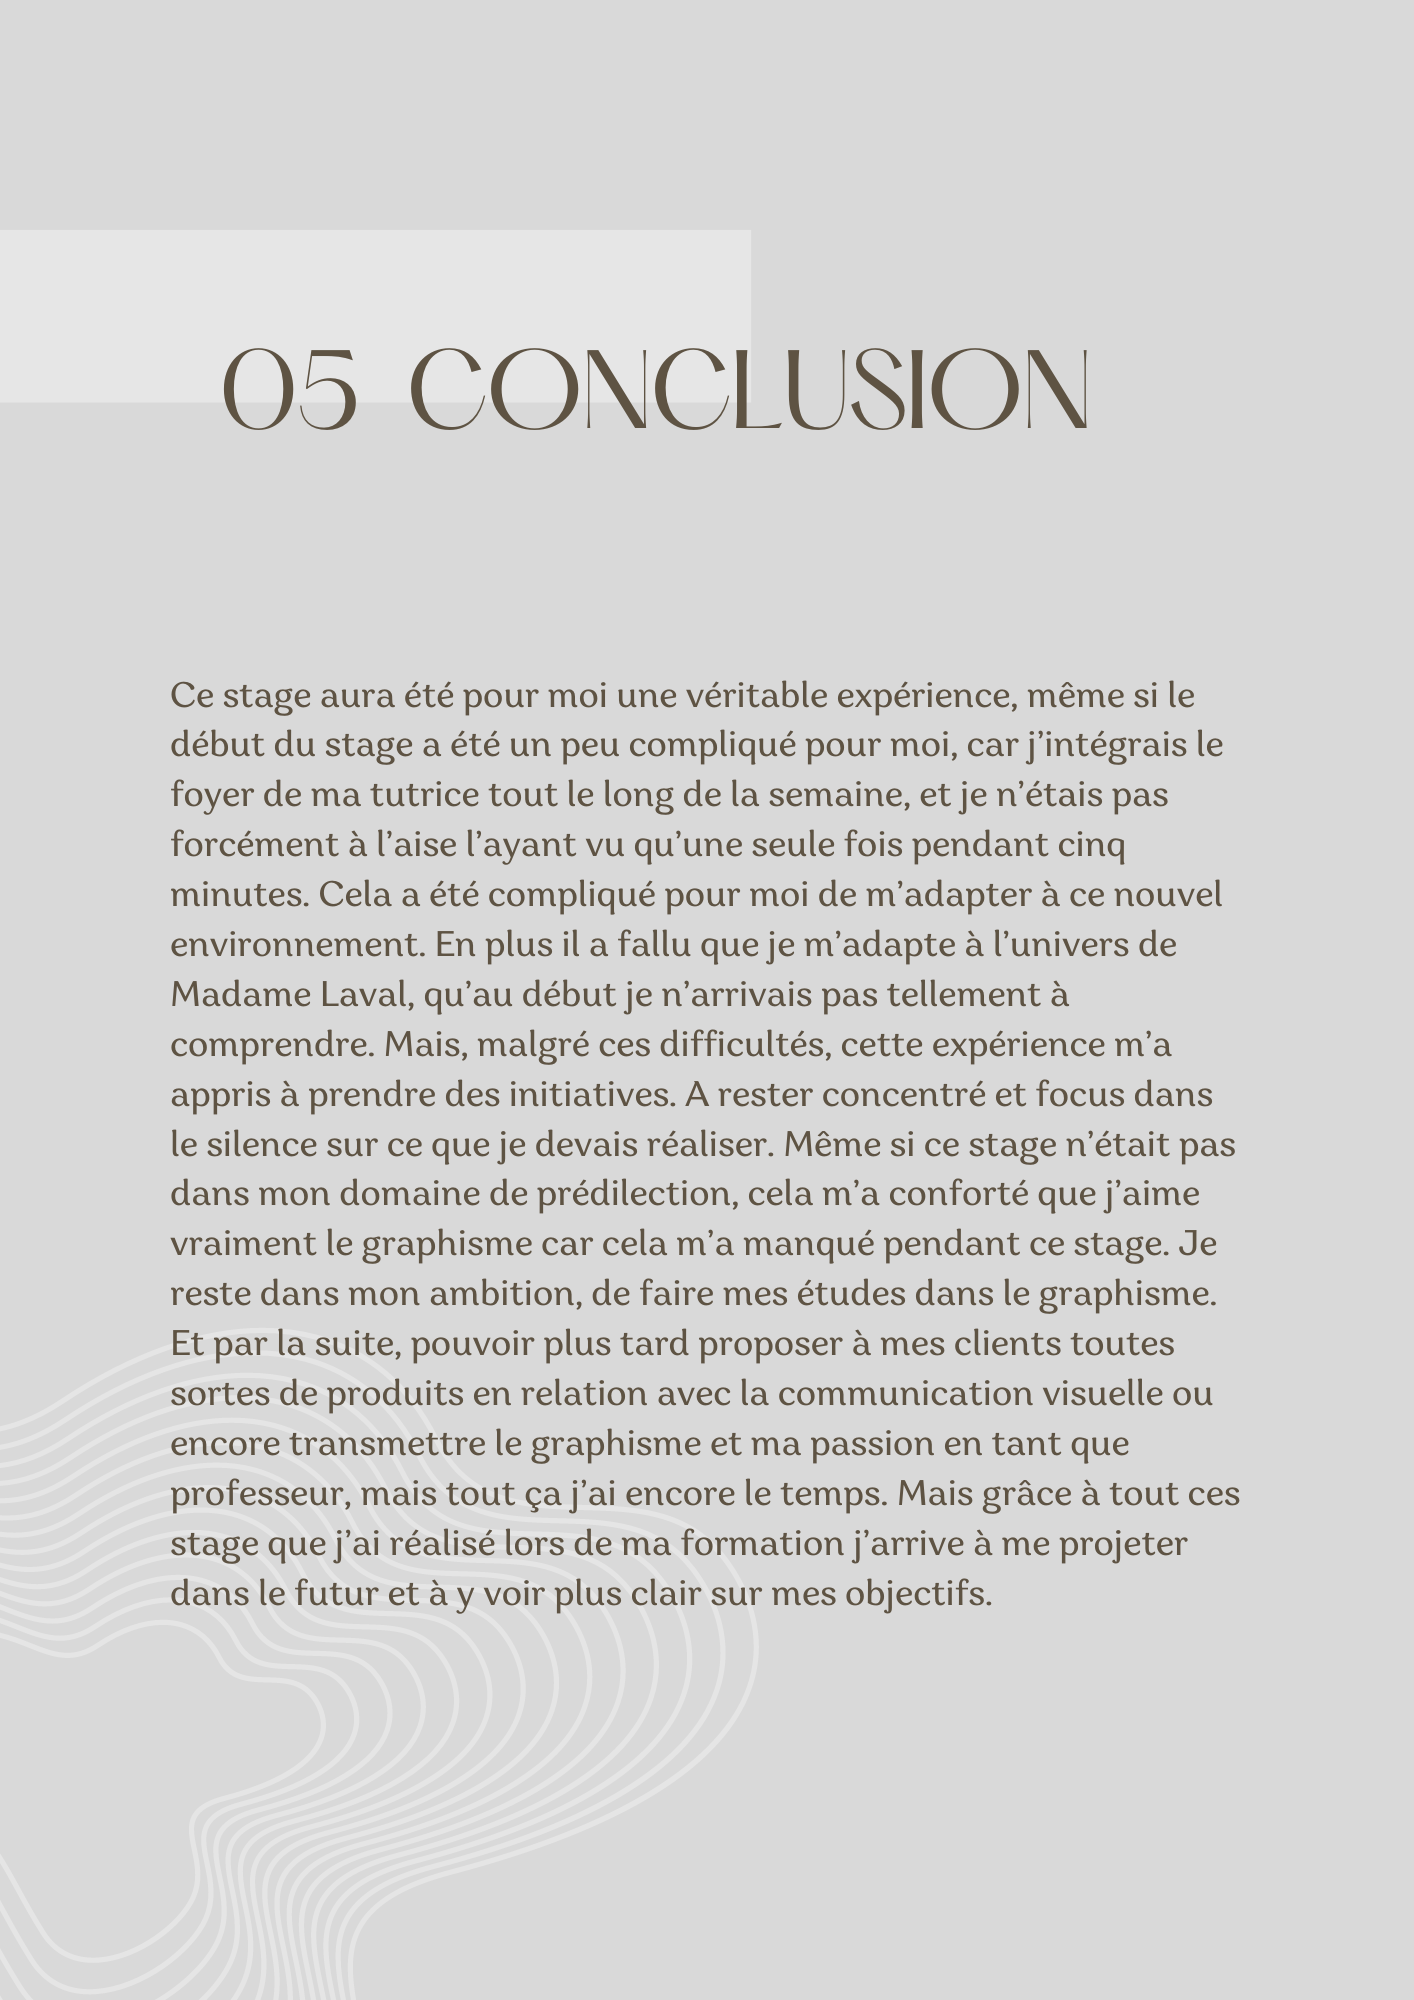 05 CONCLUSION
Ce stage aura été pour moi une véritable expérience, même si le
début du stage a été un peu compliqué pour moi, car j’intégrais le
foyer de ma tutrice tout le long de la semaine, et je n’étais pas
forcément à l’aise l’ayant vu qu’une seule fois pendant cinq
minutes. Cela a été compliqué pour moi de m’adapter à ce nouvel
environnement. En plus il a fallu que je m’adapte à l’univers de
Madame Laval, qu’au début je n’arrivais pas tellement à
comprendre. Mais, malgré ces difficultés, cette expérience m’a
appris à prendre des initiatives. A rester concentré et focus dans
le silence sur ce que je devais réaliser. Même si ce stage n’était pas
dans mon domaine de prédilection, cela m’a conforté que j’aime
vraiment le graphisme car cela m’a manqué pendant ce stage. Je
reste dans mon ambition, de faire mes études dans le graphisme.
Et par la suite, pouvoir plus tard proposer à mes clients toutes
sortes de produits en relation avec la communication visuelle ou
encore transmettre le graphisme et ma passion en tant que
professeur, mais tout ça j’ai encore le temps. Mais grâce à tout ces
stage que j’ai réalisé lors de ma formation j’arrive à me projeter
dans le futur et à y voir plus clair sur mes objectifs.